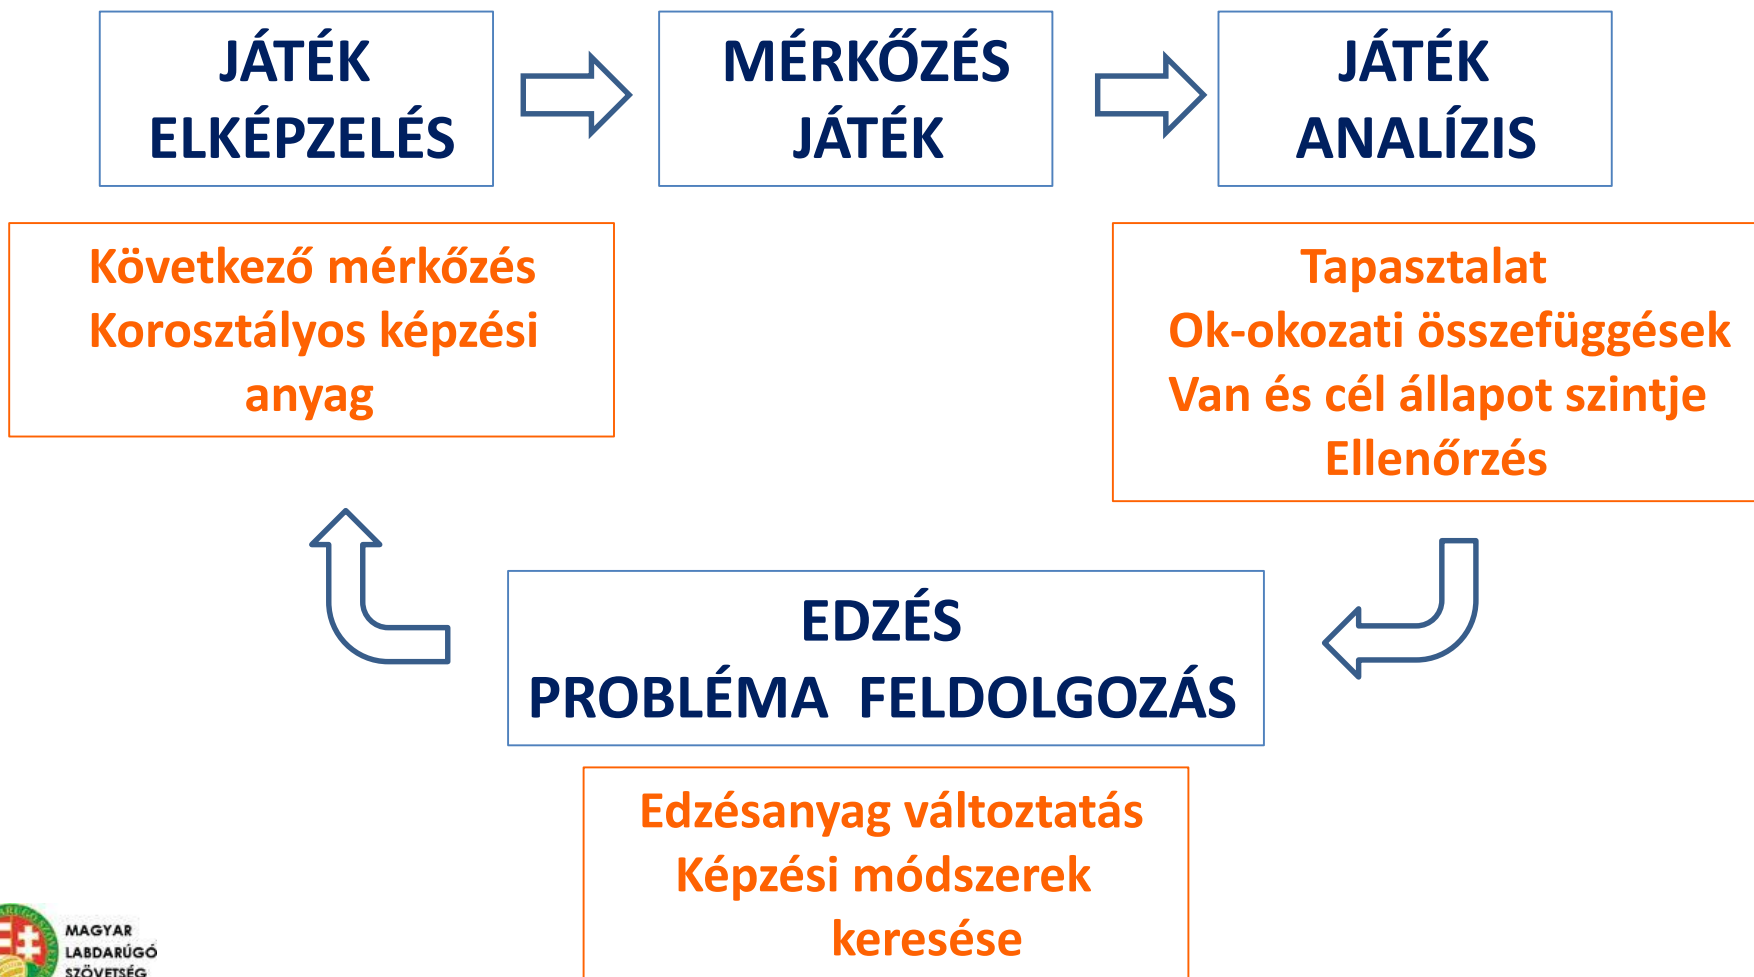 JÁTÉK
ELKÉPZELÉS
MÉRKŐZÉS
JÁTÉK
JÁTÉK
ANALÍZIS
Következő mérkőzés
Korosztályos képzési
anyag
Tapasztalat
Ok-okozati összefüggések
Van és cél állapot szintje
Ellenőrzés
EDZÉS
PROBLÉMA FELDOLGOZÁS
Edzésanyag változtatás
Képzési módszerek
keresése
MAGYAR
LABDARÚGÓ
SZÖVETSÉG